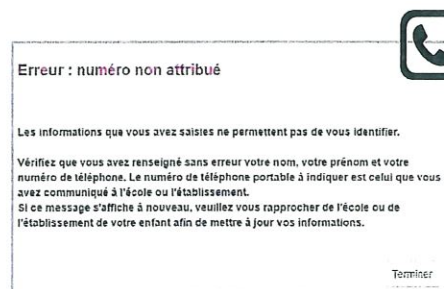 Erreur : numéro non attribué
Les informations que vous avez saisies ne permettent pas de vous identifier.
Vérifiez que vous avez renseigné sans erreur votre nom, votre prénom et votre
numéro de téléphone. Le numéro de téléphone portable à indiquer est celui que vous
avez communiqué à l'école ou l'établissement.
Si ce message s'affiche à nouveau, veuillez vous rapprocher de l'école ou de
l'établissement de votre enfant afin de mettre à jour vos informations.
Terminer